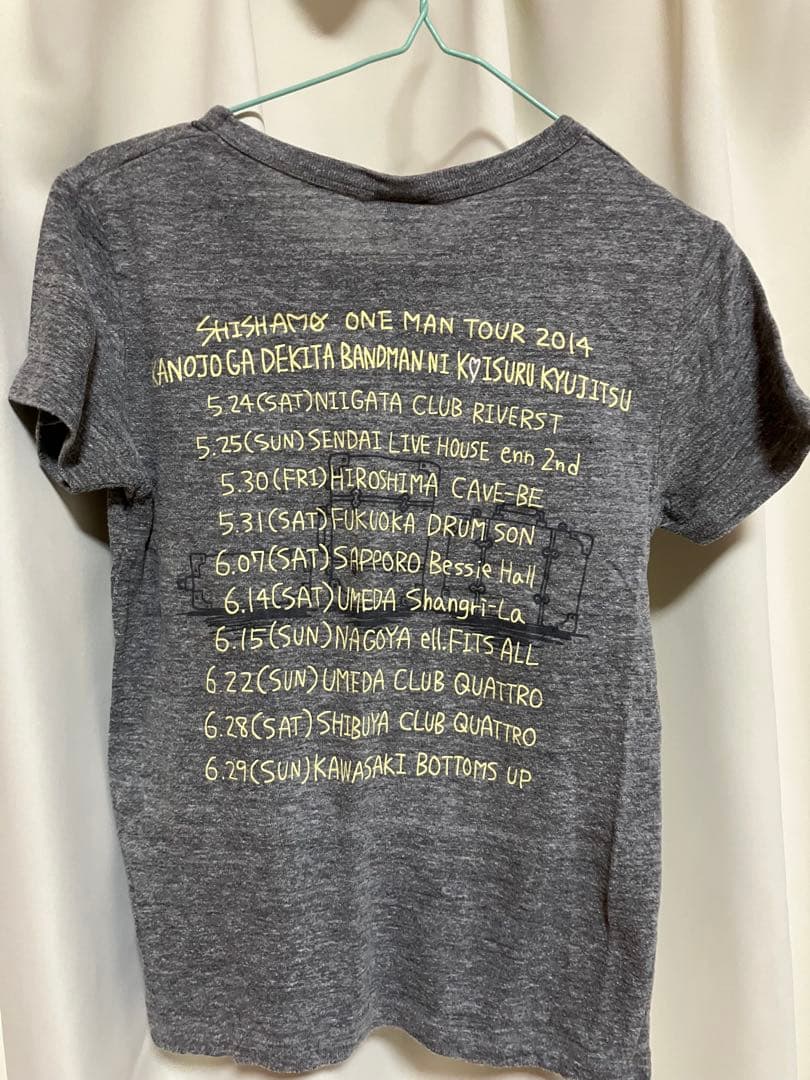 SHISHAMO ONE MAN TOUR 2014
KANOJO GA DEKITA BANDMAN NI KOISURU KYUJITSU
5.24(SAT)NIIGATA CLUB RIVERST
5.25(SUN)SENDAI LIVE HOUSE enn 2nd
5.30(FRI)HIROSHIMA CAVE-BE
5.31(SAT)FUKUOKA DRUM SON
6.07(SAT)SAPPORO Bessie Hall
6.14(SAT)UMEDA Shangri-La
6.15(SUN)NAGOYA ell.FITS ALL
6.22(SUN)UMEDA CLUB QUATTRO
6.28(SAT)SHIBUYA CLUB QUATTRO
6.29(SUN)KAWASAKI BOTTOMS UP